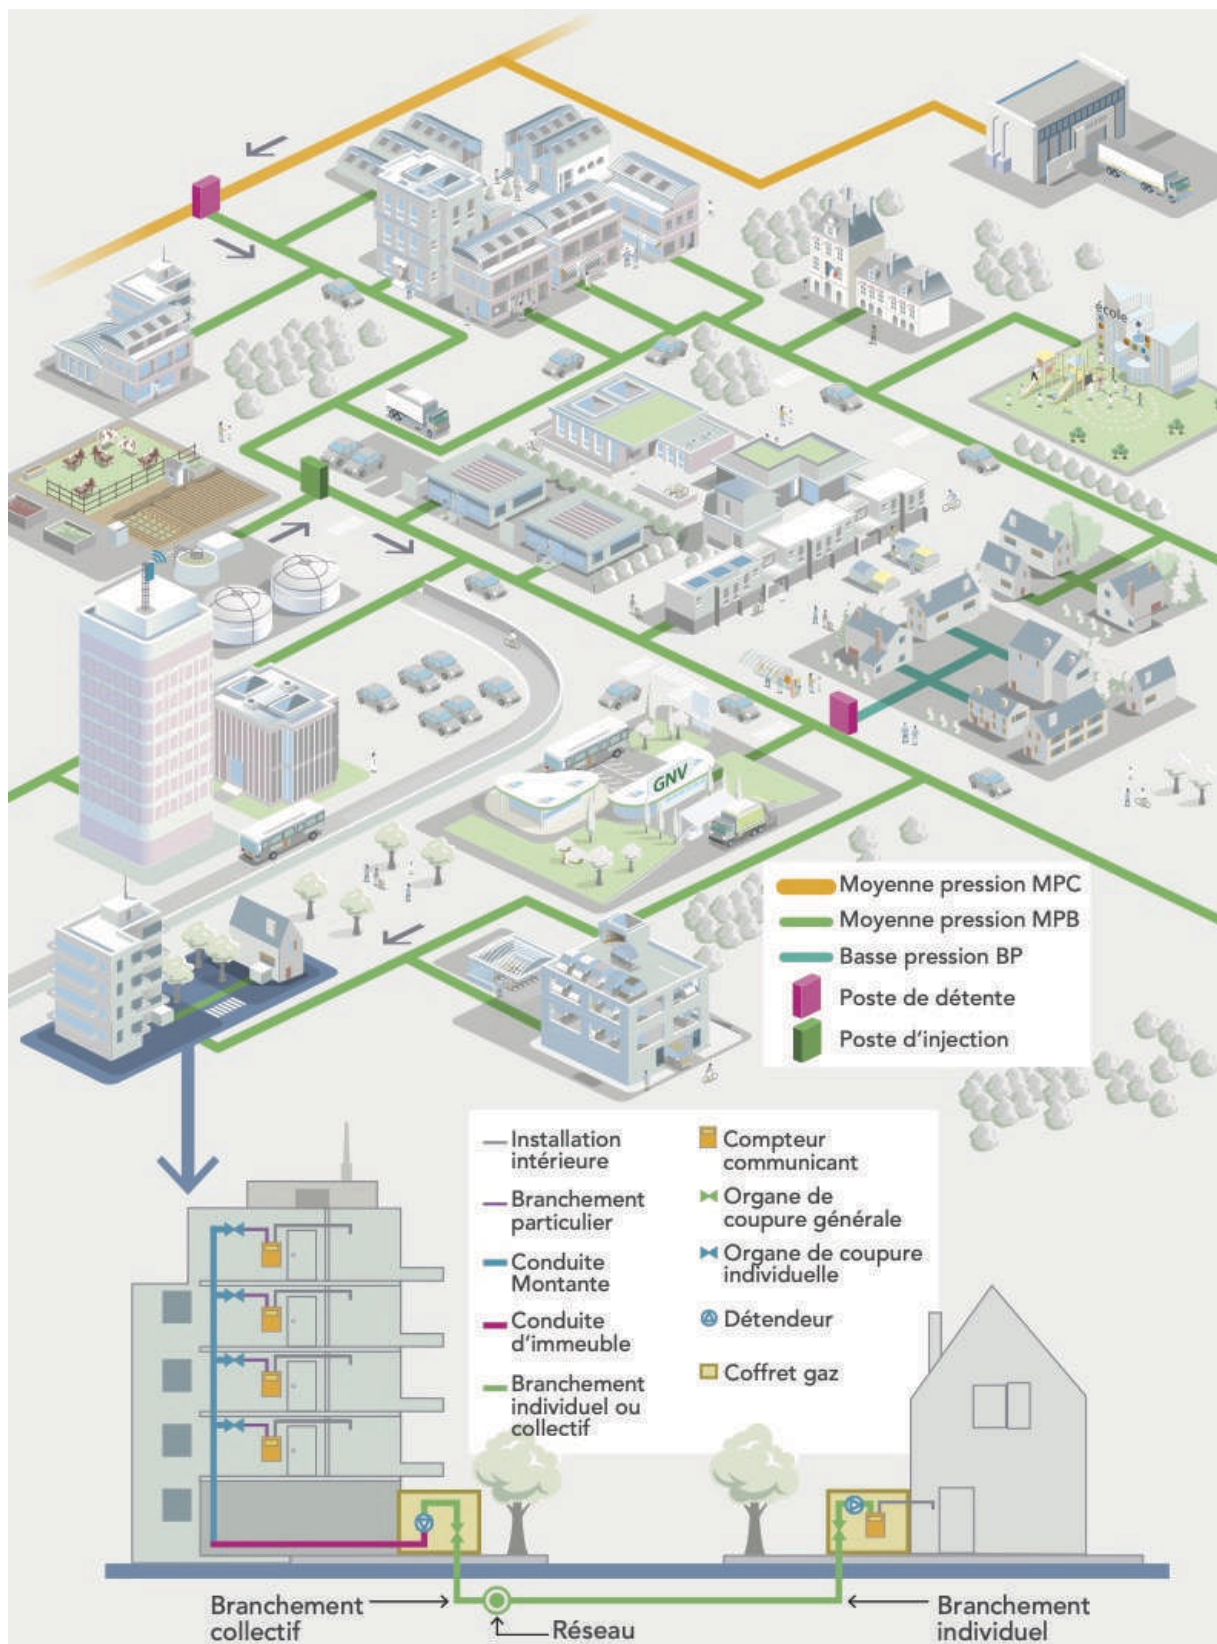 école
GNV
Moyenne pression MPC
Moyenne pression MPB
Basse pression BP
Poste de détente
Poste d'injection
Installation
intérieure
Branchement
particulier
Conduite
Montante
Conduite
d'immeuble
Branchement
individuel ou
collectif
Compteur
communicant
Organe de
coupure générale
Organe de coupure
individuelle
Détendeur
Coffret gaz
Branchement
collectif
Réseau
Branchement
individuel